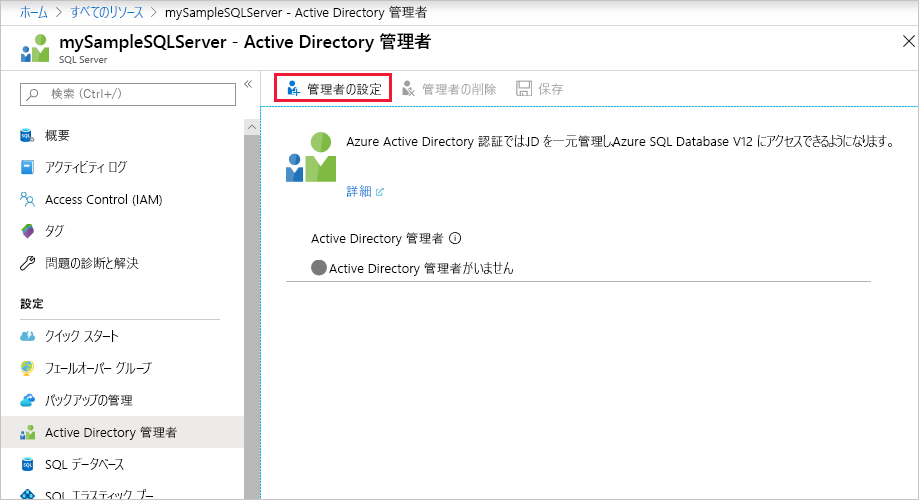 ホーム > すべてのリソース > mySampleSQLServer - Active Directory 管理者
mySampleSQLServer - Active Directory 管理者
SQL Server
検索 (Ctrl+/)
概要
アクティビティ ログ
Access Control (IAM)
タグ
問題の診断と解決
設定
クイック スタート
フェールオーバー グループ
バックアップの管理
Active Directory 管理者
SQL データベース
SQL エラスティック プー
管理者の設定
管理者の削除
保存
Azure Active Directory 認証ではID を一元管理しAzure SQL Database V12 にアクセスできるようになります。
詳細
Active Directory 管理者
Active Directory 管理者がいません